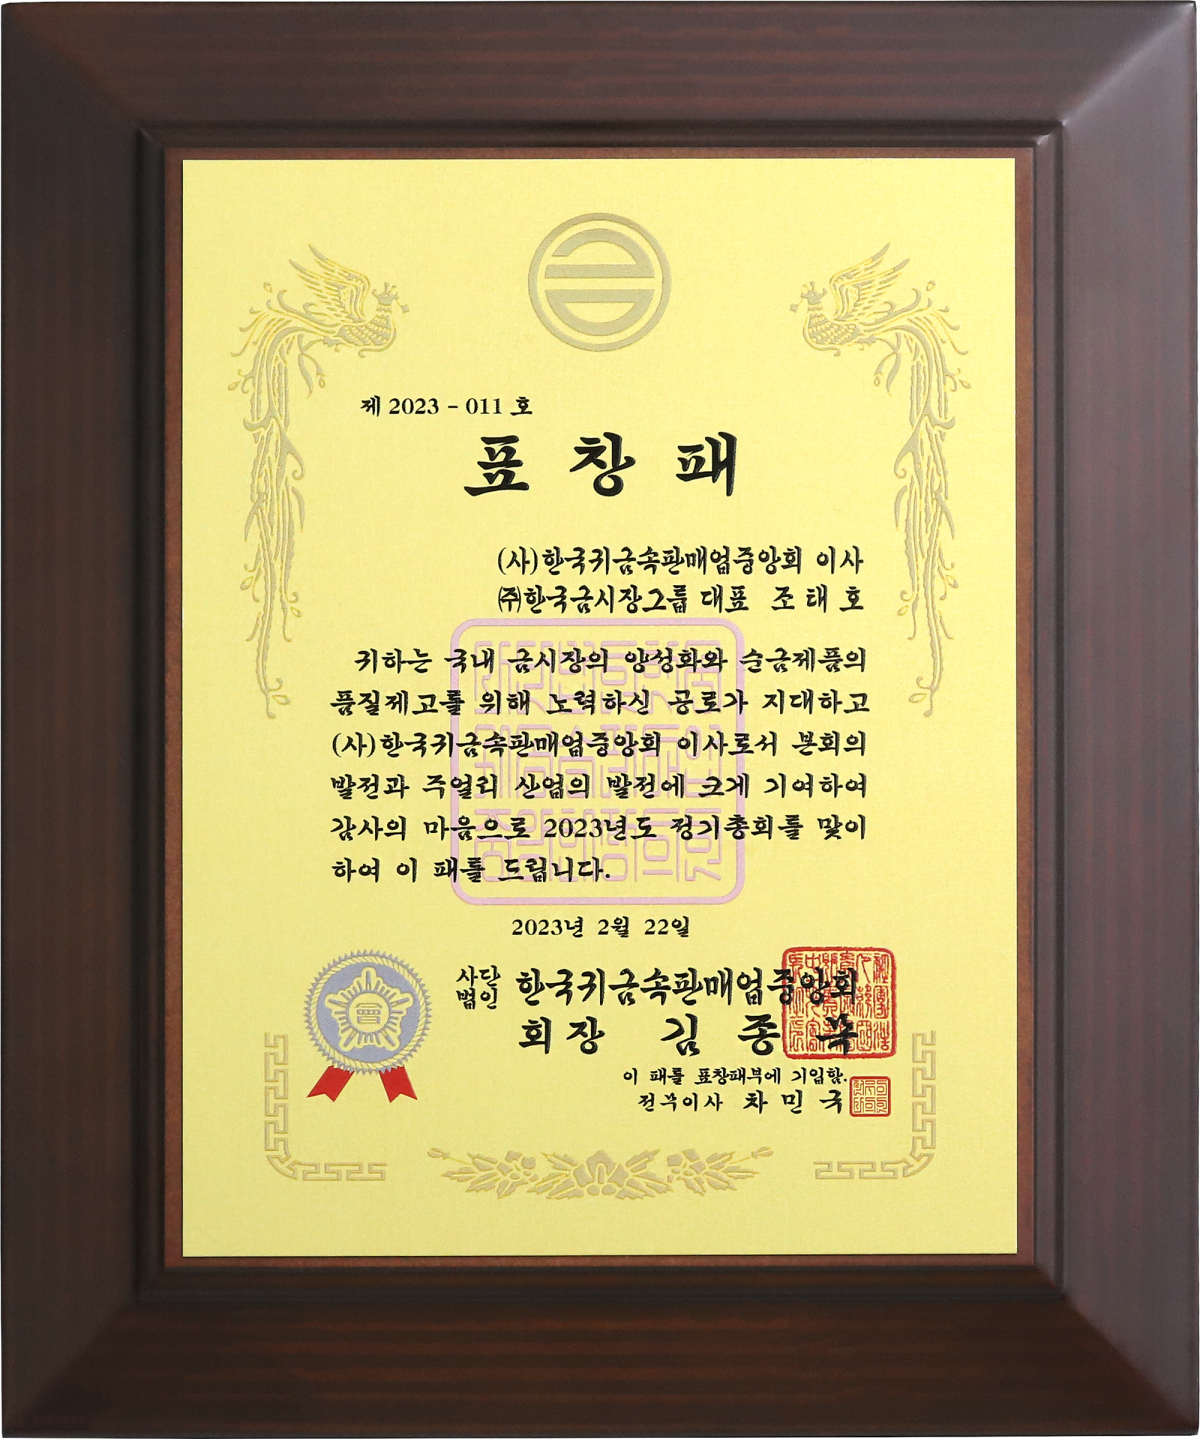 제 2023 - 011 호
표 창 패
(사)한국귀금속판매업중앙회 이사
㈜한국금시장그룹 대표 조 태 호
귀하는 국내 금시장의 양성화와 순금제품의
품질제고를 위해 노력하신 공로가 지대하고
(사)한국귀금속판매업중앙회 이사로서 본회의
발전과 주얼리 산업의 발전에 크게 기여하여
감사의 마음으로 2023년도 정기총회를 맞이
하여 이 패를 드립니다.
2023년 2월 22일
사단
법인 한국귀금속판매업중앙회
회 장 김 종
이 패를 표창패부에 기입함.
전무이사 차 민 국